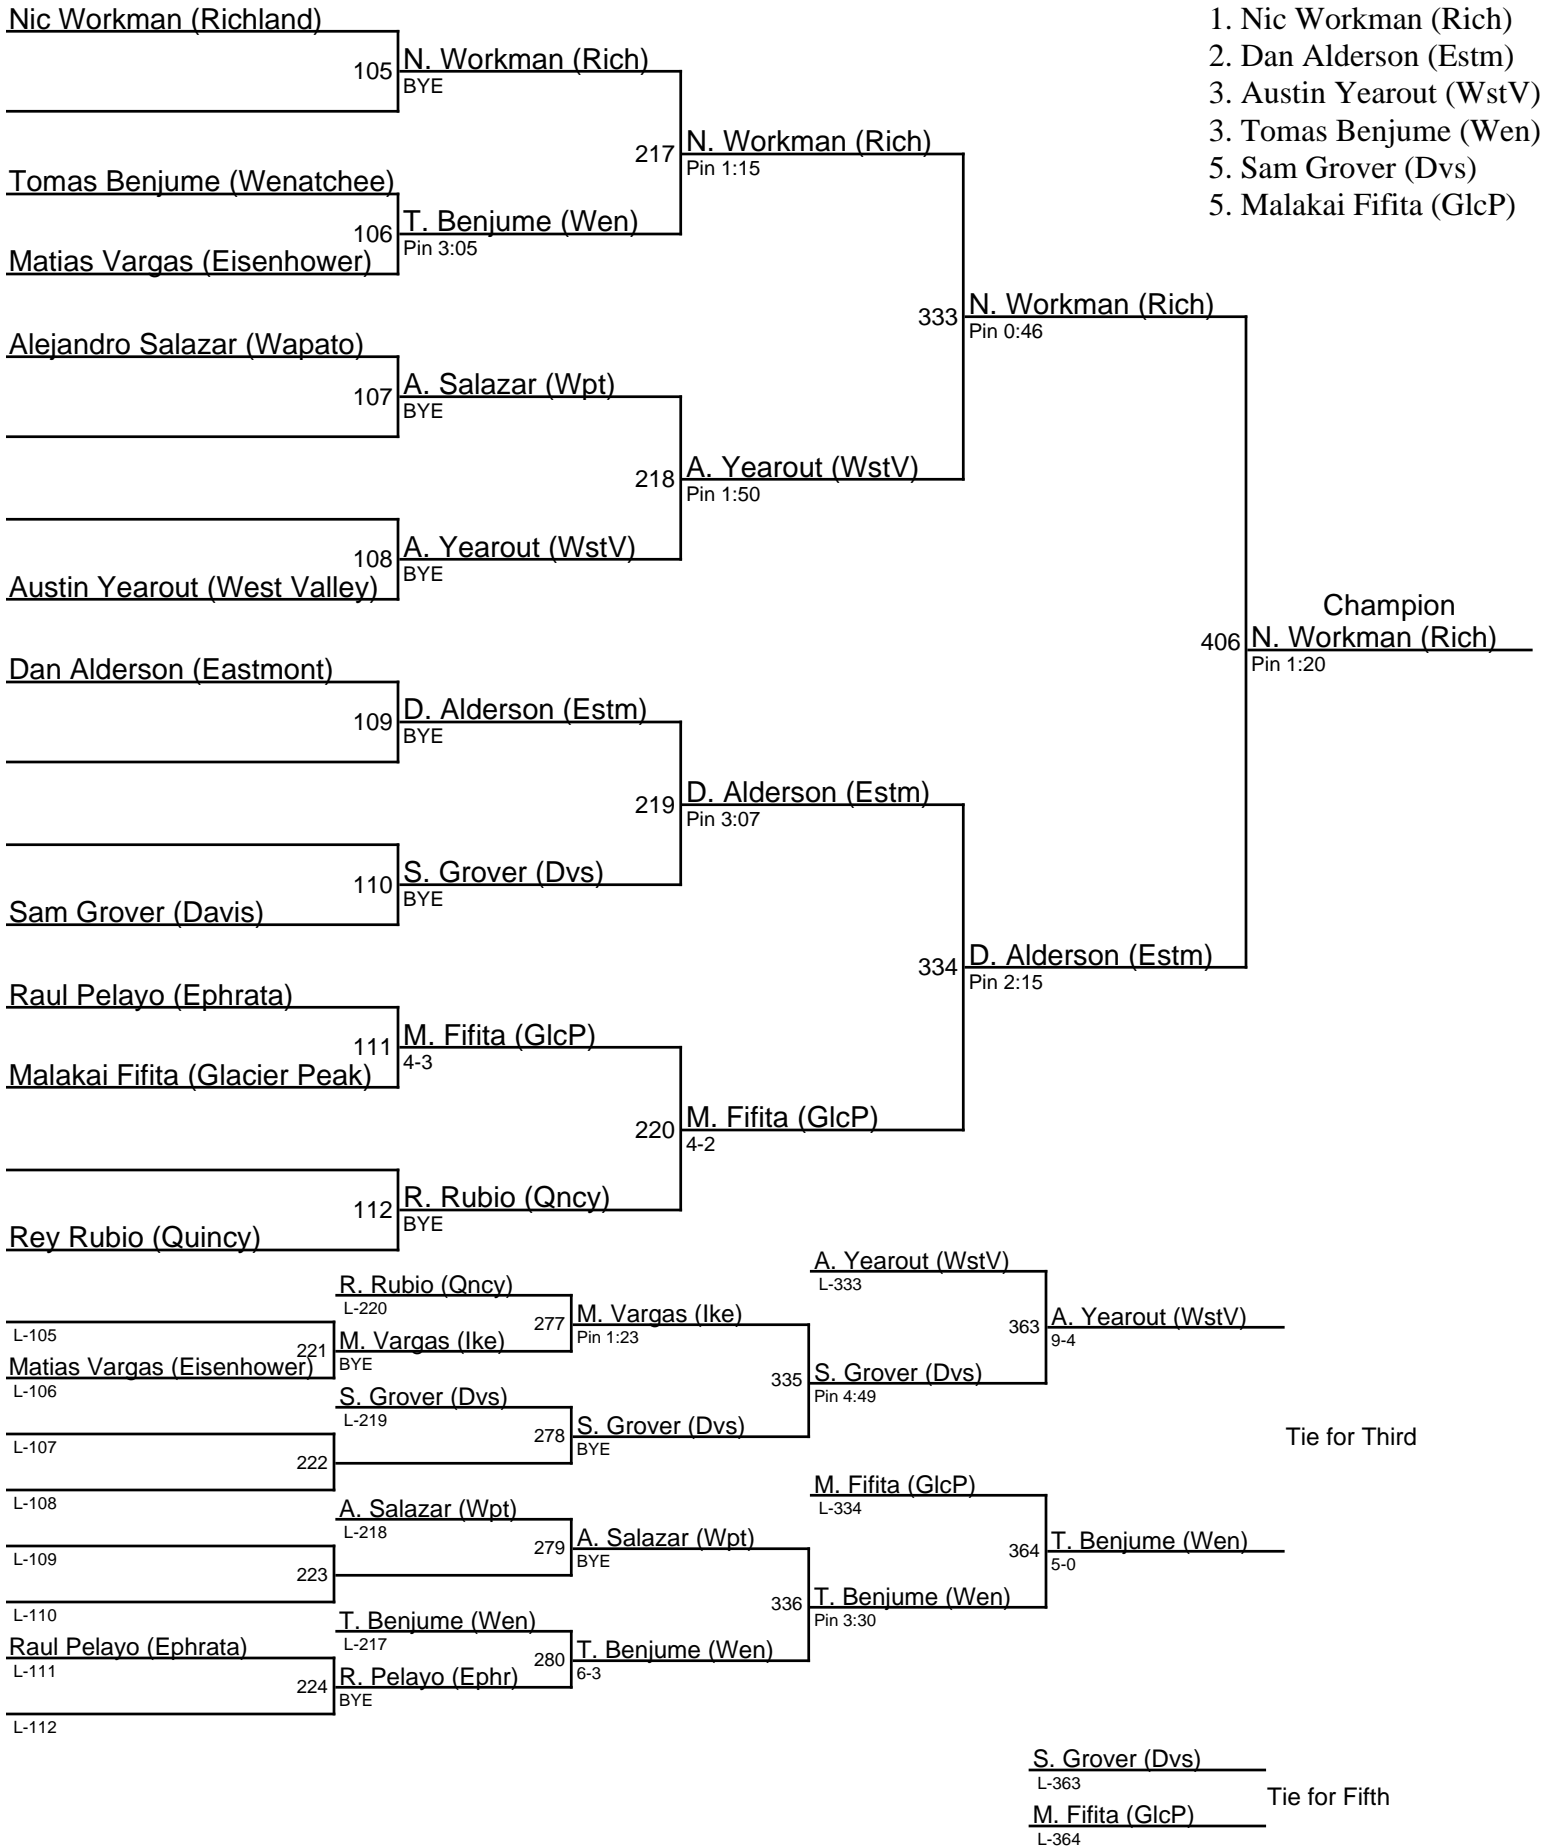 Nic Workman (Richland)
105
N. Workman (Rich)
BYE
217
N. Workman (Rich)
Pin 1:15
Tomas Benjume (Wenatchee)
106
T. Benjume (Wen)
Pin 3:05
Matias Vargas (Eisenhower)
333
N. Workman (Rich)
Pin 0:46
Alejandro Salazar (Wapato)
107
A. Salazar (Wpt)
BYE
218
A. Yearout (WstV)
Pin 1:50
108
A. Yearout (WstV)
BYE
Austin Yearout (West Valley)
Champion
406
N. Workman (Rich)
Pin 1:20
Dan Alderson (Eastmont)
109
D. Alderson (Estm)
BYE
219
D. Alderson (Estm)
Pin 3:07
110
S. Grover (Dvs)
BYE
Sam Grover (Davis)
334
D. Alderson (Estm)
Pin 2:15
Raul Pelayo (Ephrata)
111
M. Fifita (GlcP)
4-3
Malakai Fifita (Glacier Peak)
220
M. Fifita (GlcP)
4-2
112
R. Rubio (Qncy)
BYE
Rey Rubio (Quincy)
1. Nic Workman (Rich)
2. Dan Alderson (Estm)
3. Austin Yearout (WstV)
3. Tomas Benjume (Wen)
5. Sam Grover (Dvs)
5. Malakai Fifita (GlcP)
A. Yearout (WstV)
L-333
R. Rubio (Qncy)
L-220
277
M. Vargas (Ike)
Pin 1:23
363
A. Yearout (WstV)
9-4
L-105
221
M. Vargas (Ike)
BYE
Matias Vargas (Eisenhower)
L-106
335
S. Grover (Dvs)
Pin 4:49
S. Grover (Dvs)
L-219
278
S. Grover (Dvs)
BYE
L-107
222
L-108
Tie for Third
M. Fifita (GlcP)
L-334
A. Salazar (Wpt)
L-218
279
A. Salazar (Wpt)
BYE
364
T. Benjume (Wen)
5-0
L-109
223
L-110
336
T. Benjume (Wen)
Pin 3:30
T. Benjume (Wen)
L-217
280
T. Benjume (Wen)
6-3
Raul Pelayo (Ephrata)
L-111
224
R. Pelayo (Ephr)
BYE
L-112
S. Grover (Dvs)
L-363
Tie for Fifth
M. Fifita (GlcP)
L-364